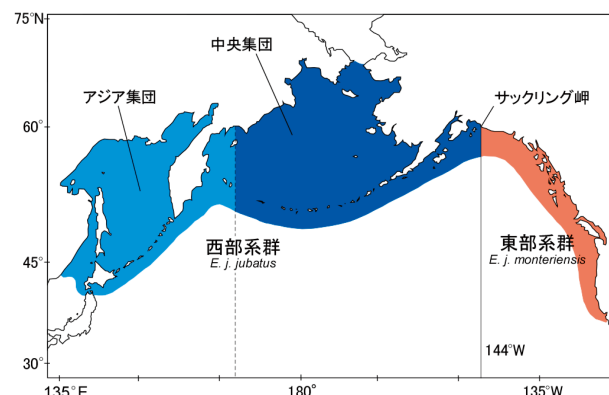 75°N
中央集団
アジア集団
サックリング岬
60°
西部系群
E. j. jubatus
東部系群
E. j. monteriensis
45°
144°W
30°
135°E
180°
135°W